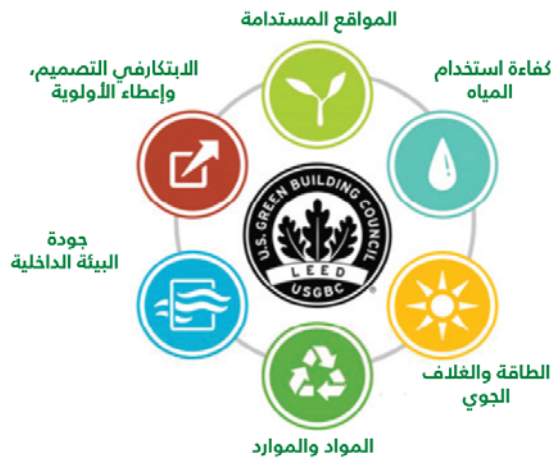 المواقع المستدامة
كفاءة استخدام
المياه
الطاقة والغلاف
الجوي
المواد والموارد
جودة
البيئة الداخلية
الابتكارفي التصميم،
وإعطاء الأولوية
U.S. GREEN BUILDING COUNCIL
LEED
USGBC
®